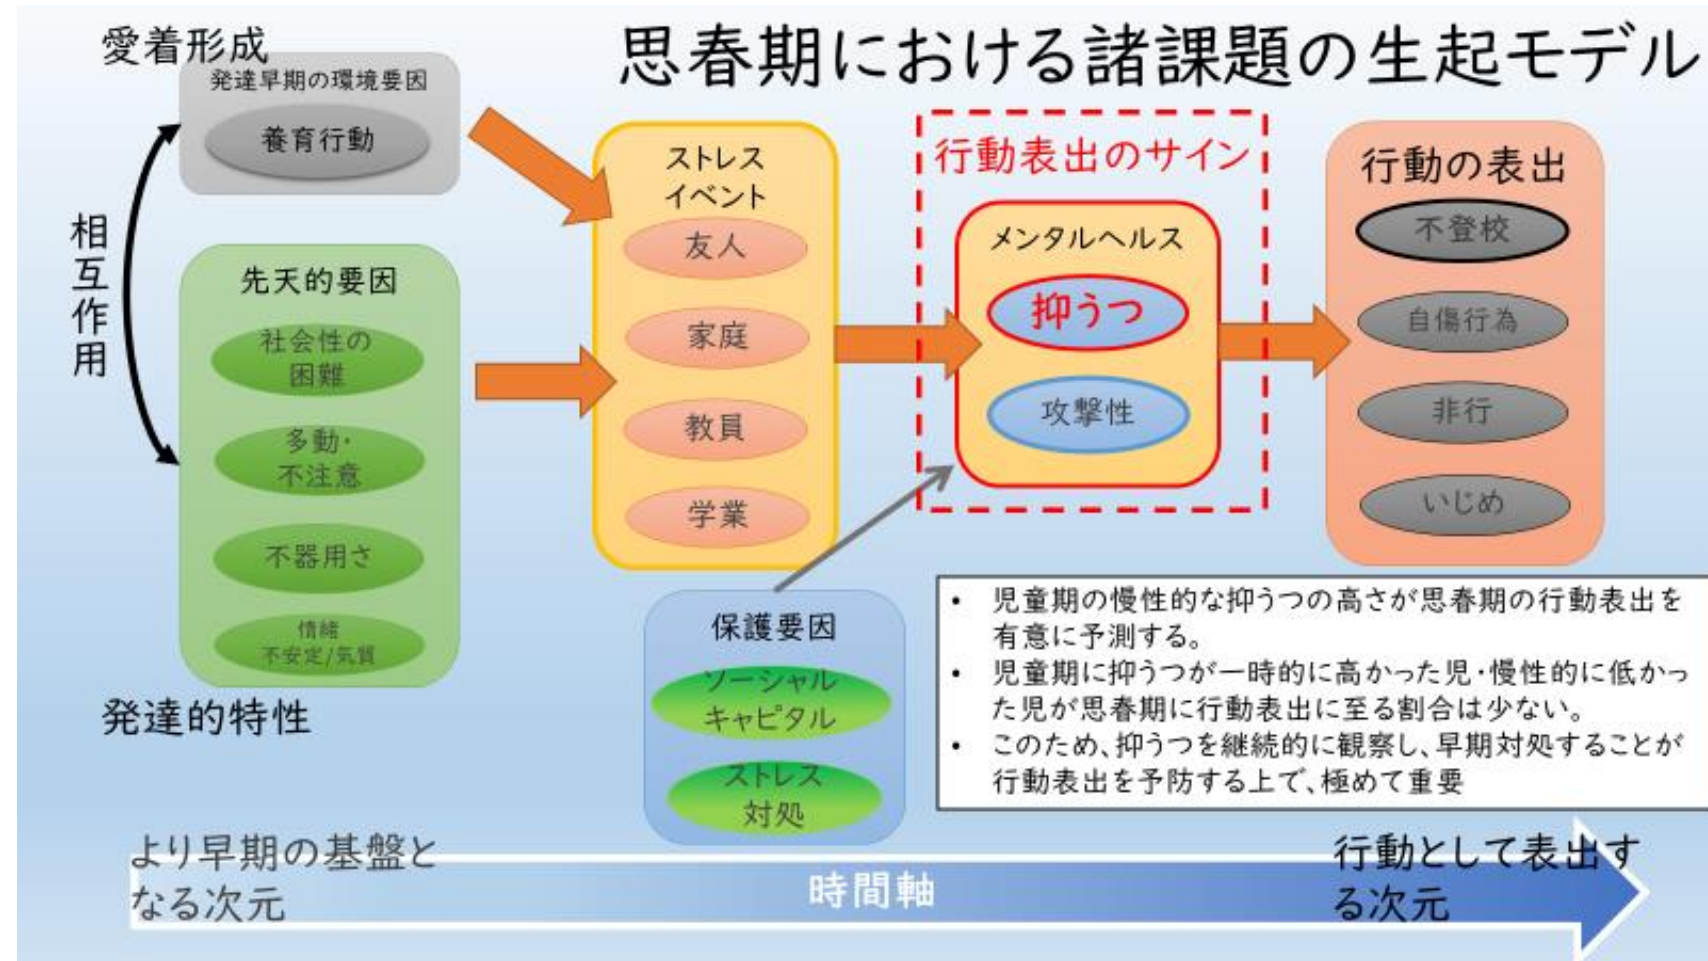 思春期における諸課題の生起モデル
愛着形成
発達早期の環境要因
養育行動
相互作用
先天的要因
社会性の
困難
多動・
不注意
不器用さ
情緒
不安定/気質
発達的特性
ストレス
イベント
友人
家庭
教員
学業
行動表出のサイン
メンタルヘルス
抑うつ
攻撃性
行動の表出
不登校
自傷行為
非行
いじめ
保護要因
ソーシャル
キャピタル
ストレス
対処
• 児童期の慢性的な抑うつの高さが思春期の行動表出を
有意に予測する。
• 児童期に抑うつが一時的に高かった児・慢性的に低かっ
た児が思春期に行動表出に至る割合は少ない。
• このため、抑うつを継続的に観察し、早期対処することが
行動表出を予防する上で、極めて重要
より早期の基盤と
なる次元
時間軸
行動として表出す
る次元